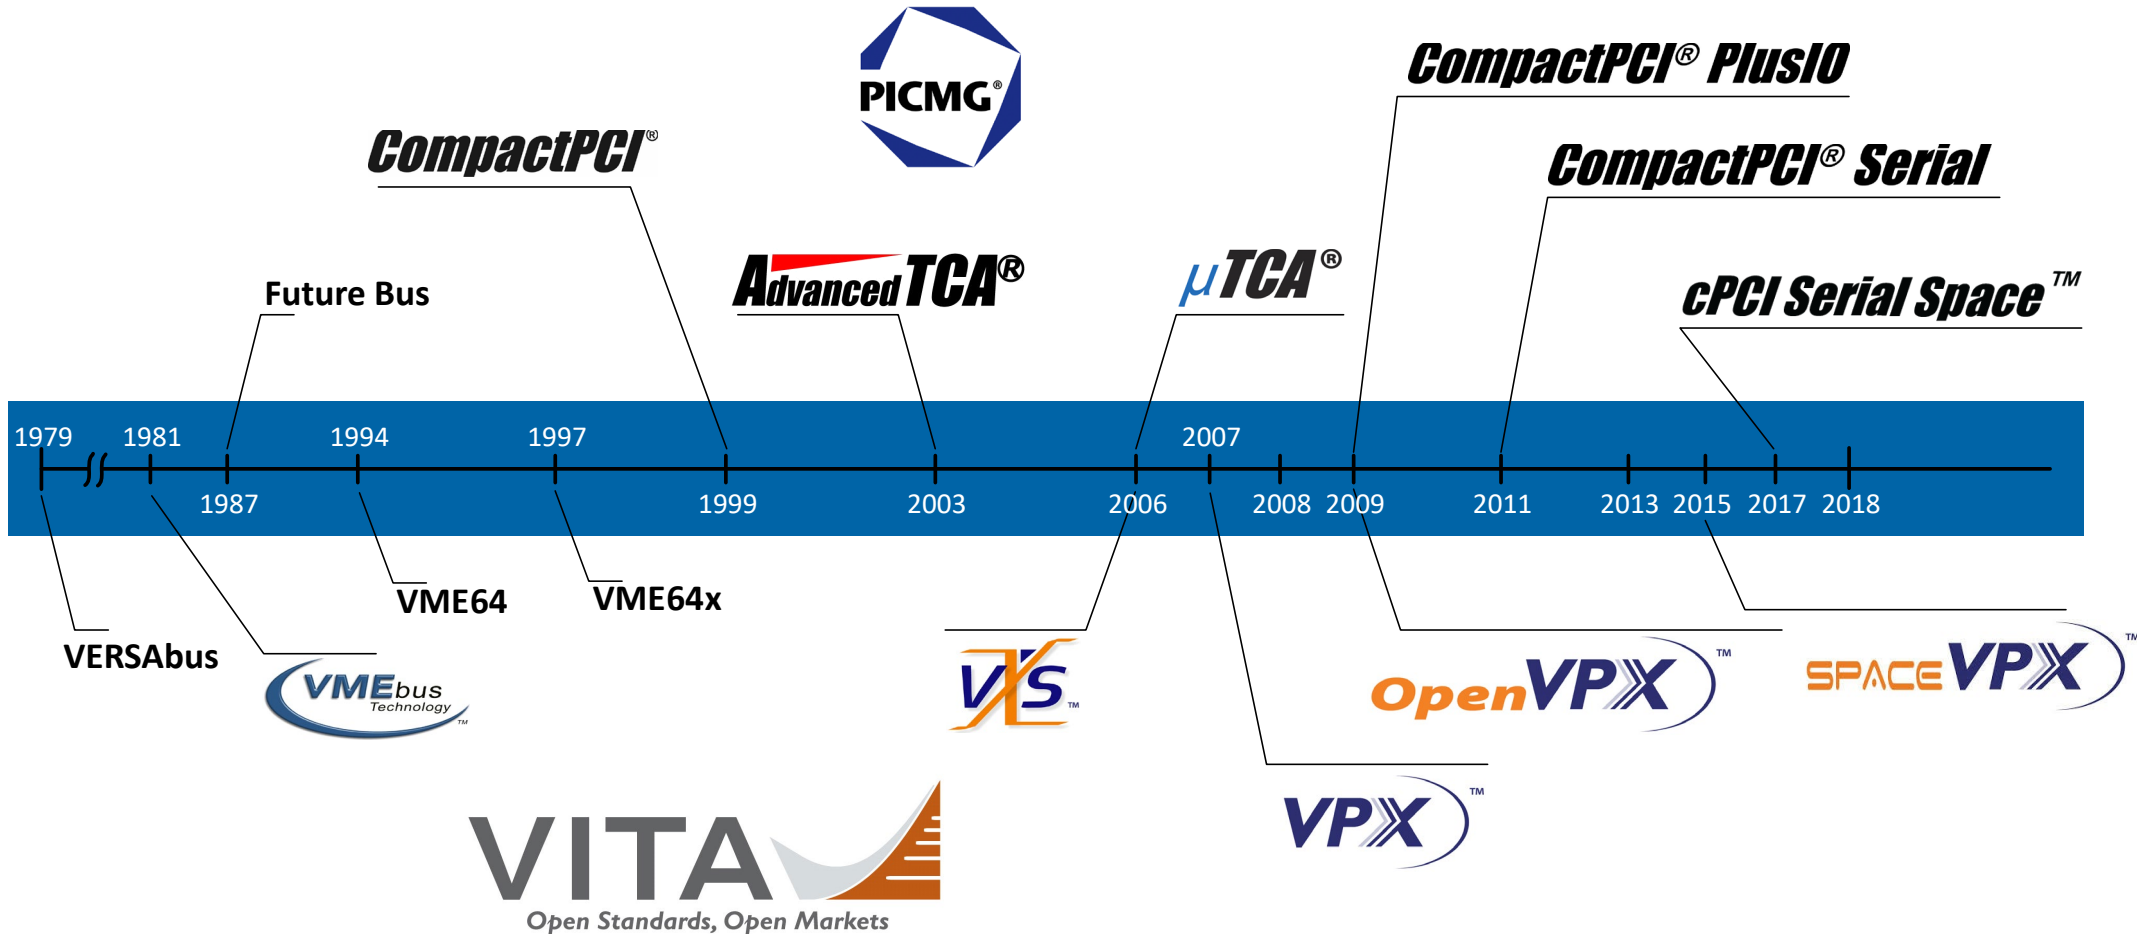 PICMG®
CompactPCI® PlusIO
CompactPCI®
CompactPCI® Serial
AdvancedTCA®
µTCA®
Future Bus
cPCI Serial Space™
1979 1981 1994 1997 2007
1987 1999 2003 2006 2008 2009 2011 2013 2015 2017 2018
VME64 VME64x
VERSAbus
VMEbus
Technology
™
VXS™
OpenVPX™
SPACEVPX™
VPX™
VITA
Open Standards, Open Markets